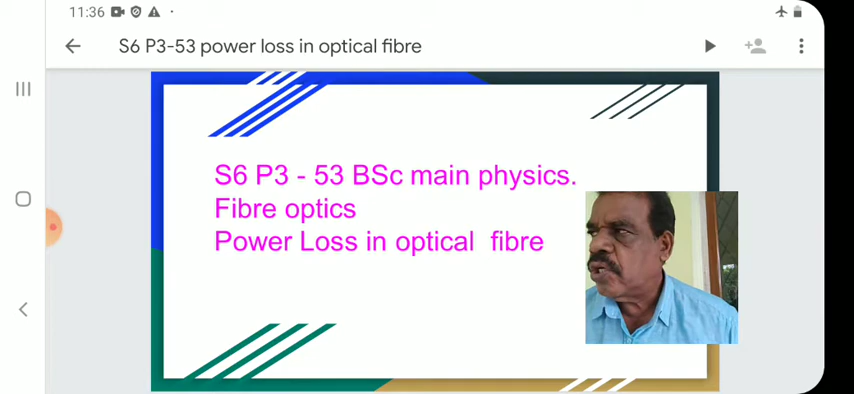 11:36
S6 P3-53 power loss in optical fibre
S6 P3 - 53 BSc main physics.
Fibre optics
Power Loss in optical fibre